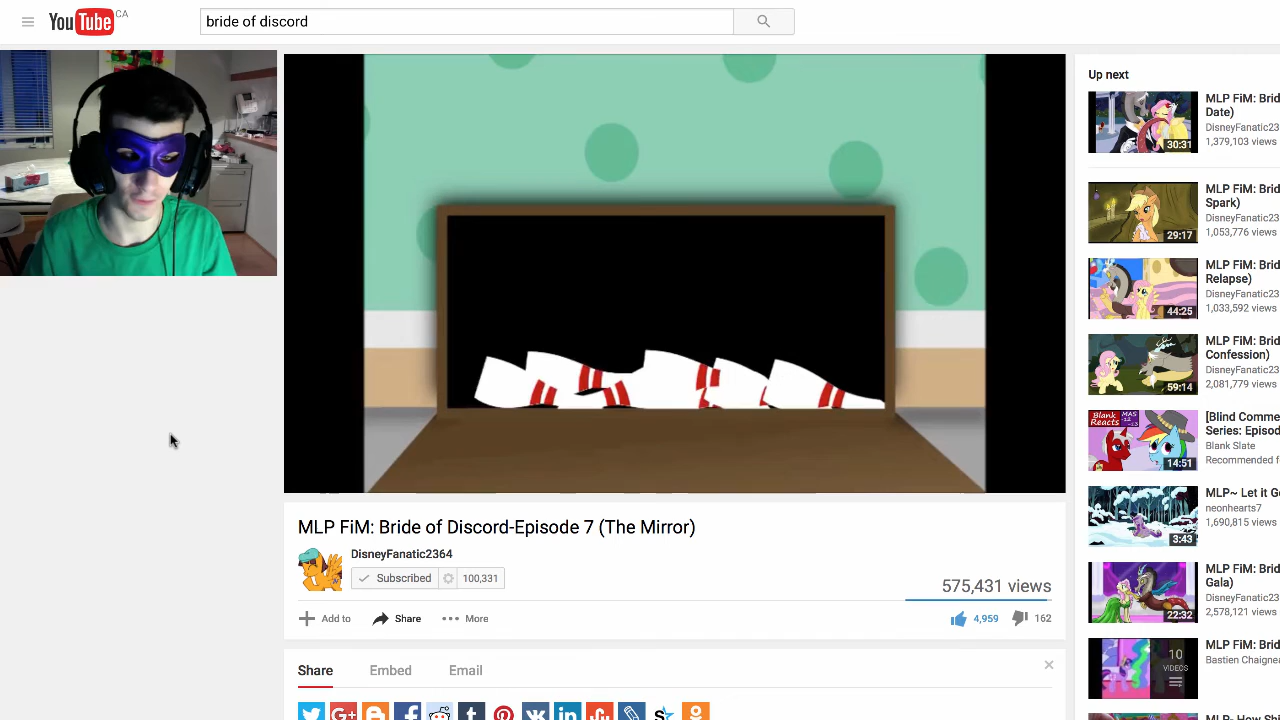 YouTube CA
bride of discord
Up next
MLP FiM: Brid
Date)
DisneyFanatic23
1,379,103 views
30:31
MLP FiM: Brid
Spark)
DisneyFanatic23
1,053,776 views
29:17
MLP FiM: Brid
Relapse)
DisneyFanatic23
1,033,592 views
44:25
MLP FiM: Brid
Confession)
DisneyFanatic23
2,081,779 views
59:14
[Blind Comme
Series: Episod
Blank Slate
Recommended fo
Blank
Reacts
MAS
-12
-13
14:51
MLP~ Let it G
neonhearts7
1,690,815 views
3:43
MLP FiM: Brid
Gala)
DisneyFanatic23
2,578,121 views
22:32
MLP FiM: Brid
Bastien Chaigne
10
VIDEOS
MLP FiM: Bride of Discord-Episode 7 (The Mirror)
DisneyFanatic2364
Subscribed 100,331
575,431 views
Add to Share More
4,959 162
Share Embed Email